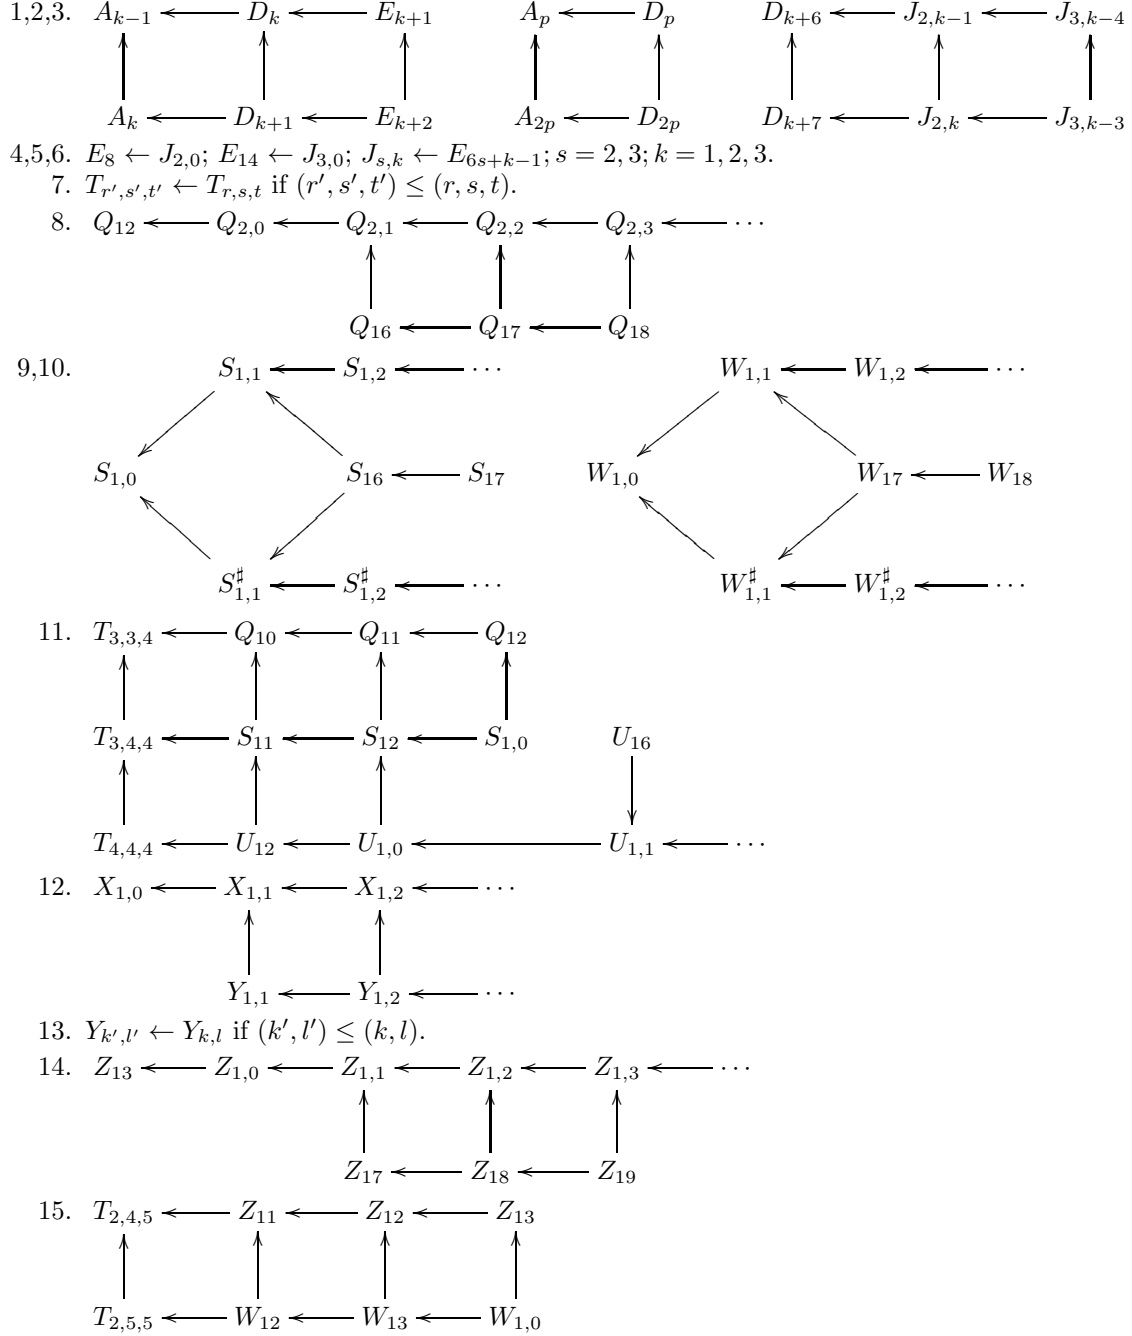 1,2,3. A_{k−1} ← D_k ← E_{k+1} A_p ← D_p D_{k+6} ← J_{2,k−1} ← J_{3,k−4}
A_k ← D_{k+1} ← E_{k+2} A_{2p} ← D_{2p} D_{k+7} ← J_{2,k} ← J_{3,k−3}
4,5,6. E_8 ← J_{2,0}; E_{14} ← J_{3,0}; J_{s,k} ← E_{6s+k−1}; s = 2, 3; k = 1, 2, 3.
7. T_{r′,s′,t′} ← T_{r,s,t} if (r′, s′, t′) ≤ (r, s, t).
8. Q_{12} ← Q_{2,0} ← Q_{2,1} ← Q_{2,2} ← Q_{2,3} ← ···
Q_{16} ← Q_{17} ← Q_{18}
9,10. S_{1,1} ← S_{1,2} ← ··· W_{1,1} ← W_{1,2} ← ···
S_{1,0} S_{16} ← S_{17} W_{1,0} W_{17} ← W_{18}
S^♯_{1,1} ← S^♯_{1,2} ← ··· W^♯_{1,1} ← W^♯_{1,2} ← ···
11. T_{3,3,4} ← Q_{10} ← Q_{11} ← Q_{12}
T_{3,4,4} ← S_{11} ← S_{12} ← S_{1,0} U_{16}
T_{4,4,4} ← U_{12} ← U_{1,0} ← U_{1,1} ← ···
12. X_{1,0} ← X_{1,1} ← X_{1,2} ← ···
Y_{1,1} ← Y_{1,2} ← ···
13. Y_{k′,l′} ← Y_{k,l} if (k′, l′) ≤ (k, l).
14. Z_{13} ← Z_{1,0} ← Z_{1,1} ← Z_{1,2} ← Z_{1,3} ← ···
Z_{17} ← Z_{18} ← Z_{19}
15. T_{2,4,5} ← Z_{11} ← Z_{12} ← Z_{13}
T_{2,5,5} ← W_{12} ← W_{13} ← W_{1,0}